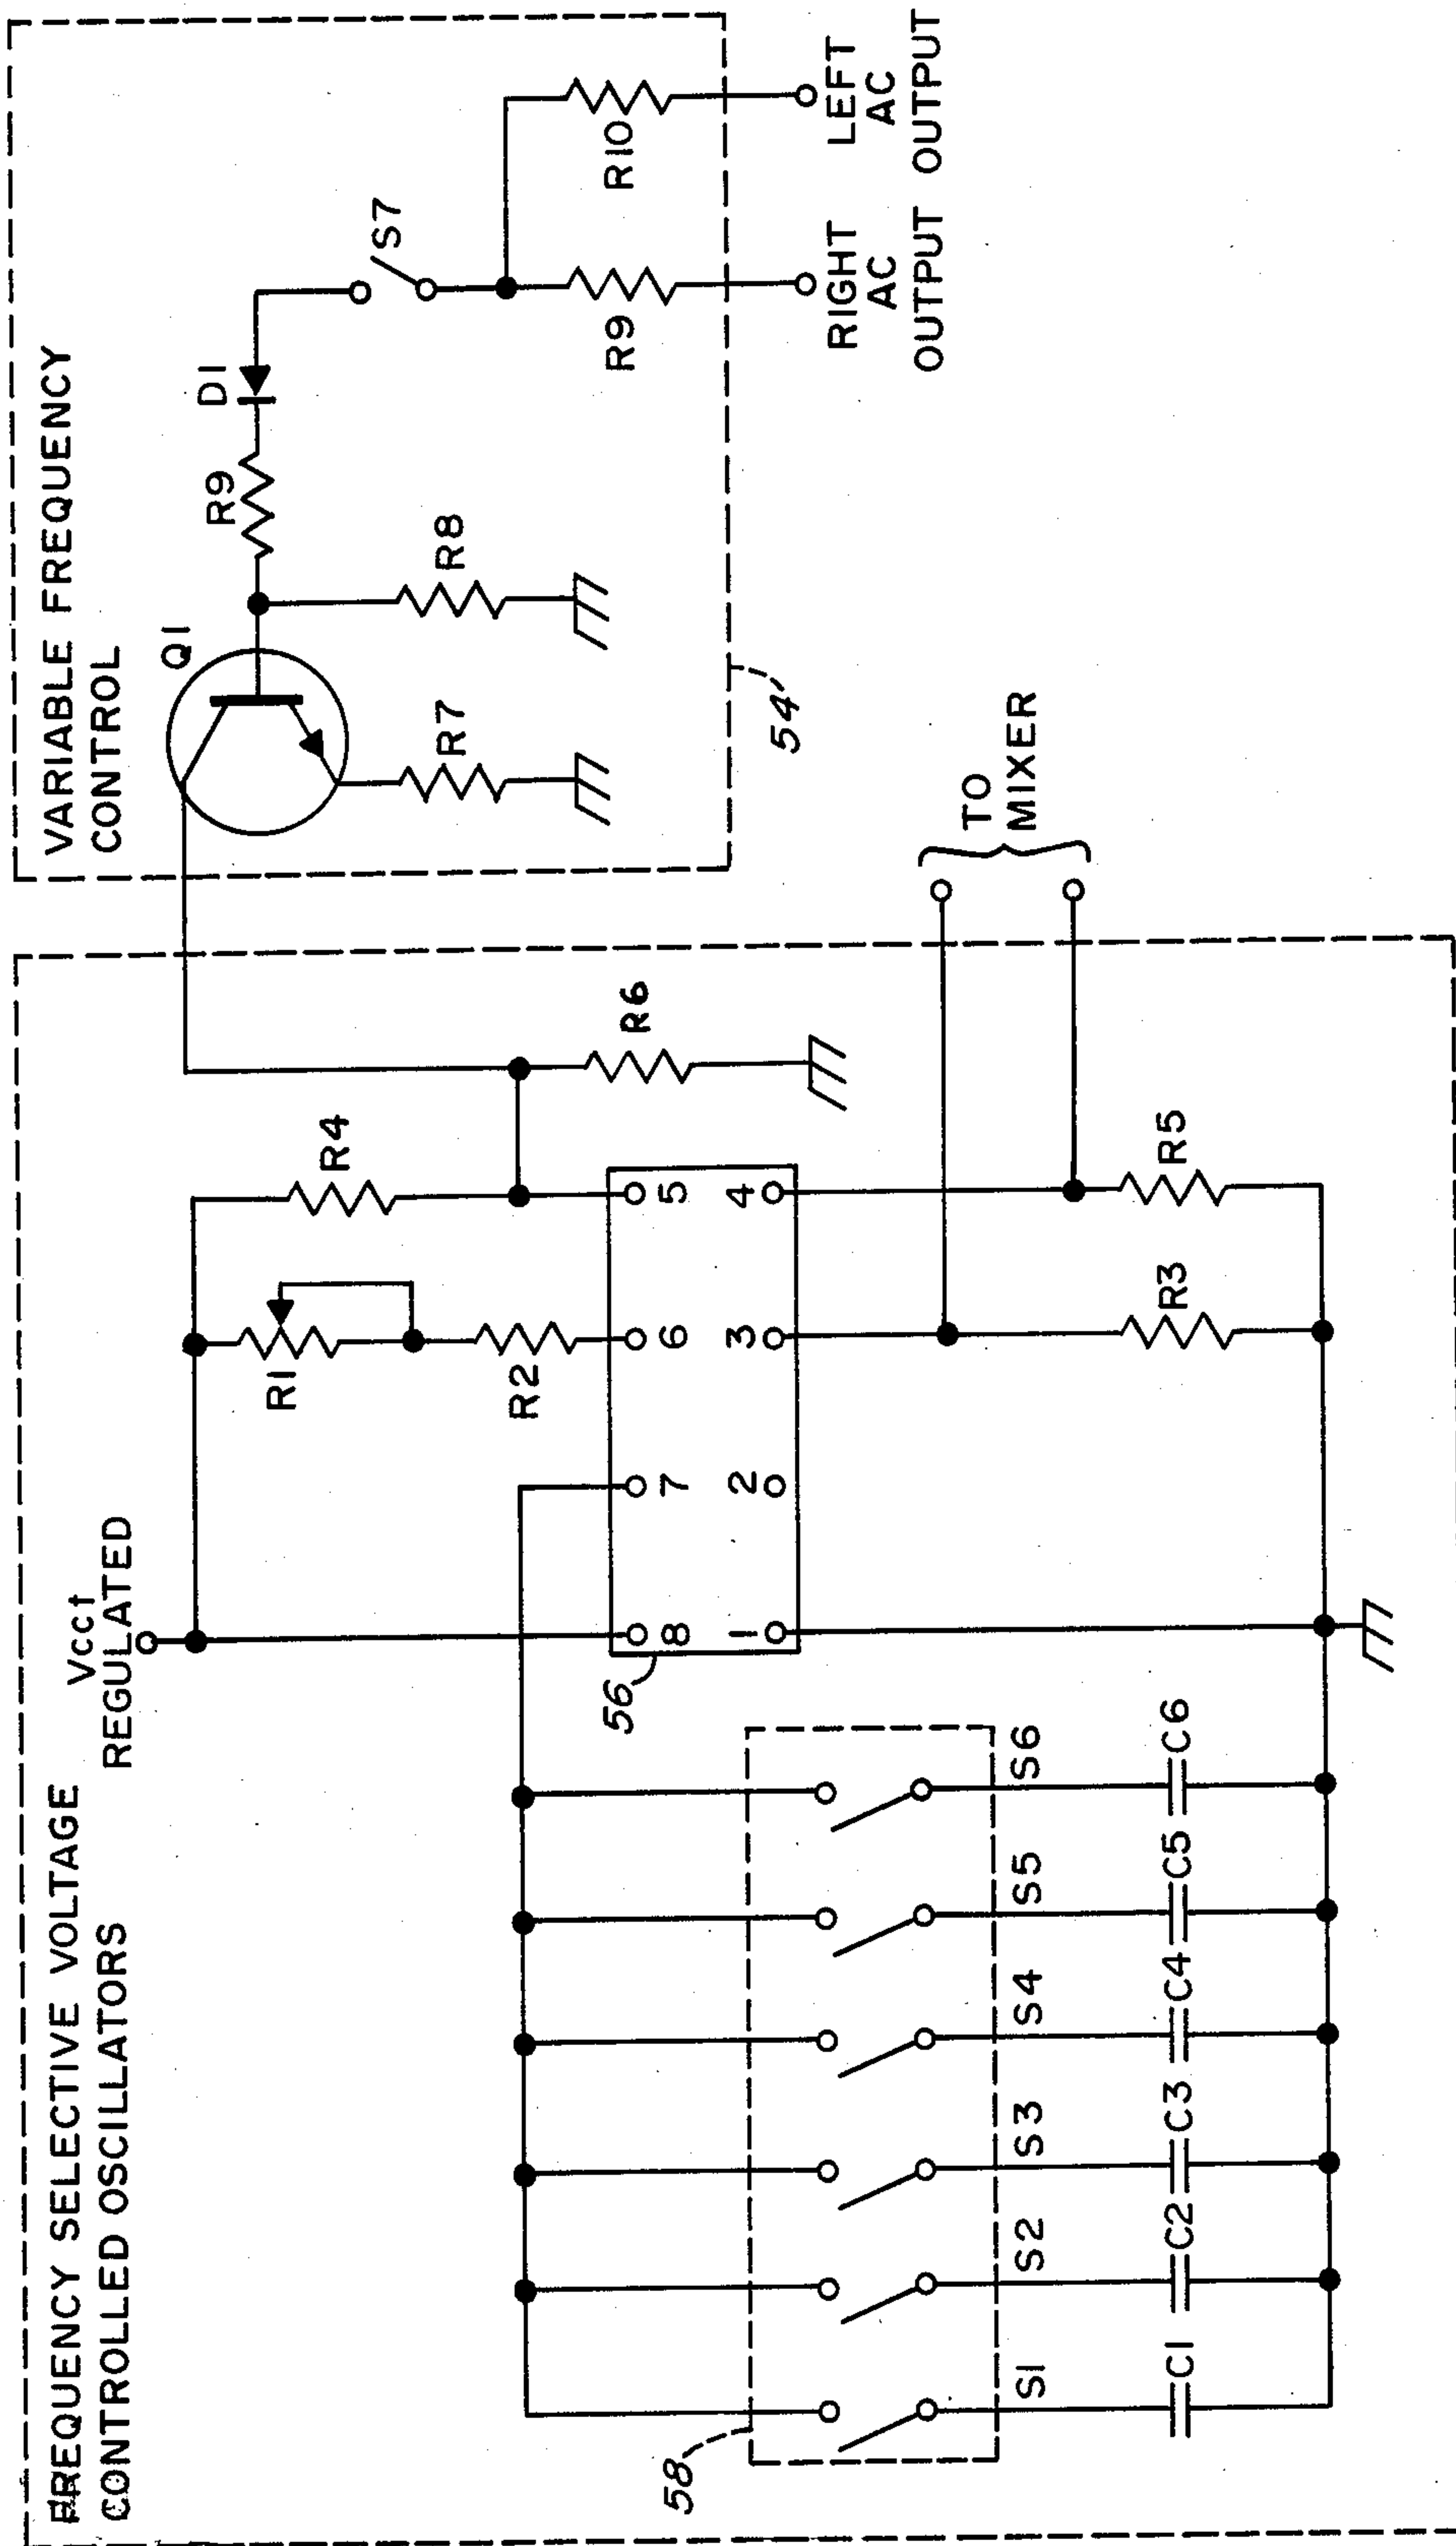 FREQUENCY SELECTIVE VOLTAGE
CONTROLLED OSCILLATORS
Vcc†
REGULATED
R1
R4
R2
R6
8
7
6
5
1
2
3
4
56
58
S1
S2
S3
S4
S5
S6
C1
C2
C3
C4
C5
C6
R3
R5
TO
MIXER
VARIABLE FREQUENCY
CONTROL
Q1
R9
D1
S7
R7
R8
R9
R10
54
RIGHT
AC
OUTPUT
LEFT
AC
OUTPUT